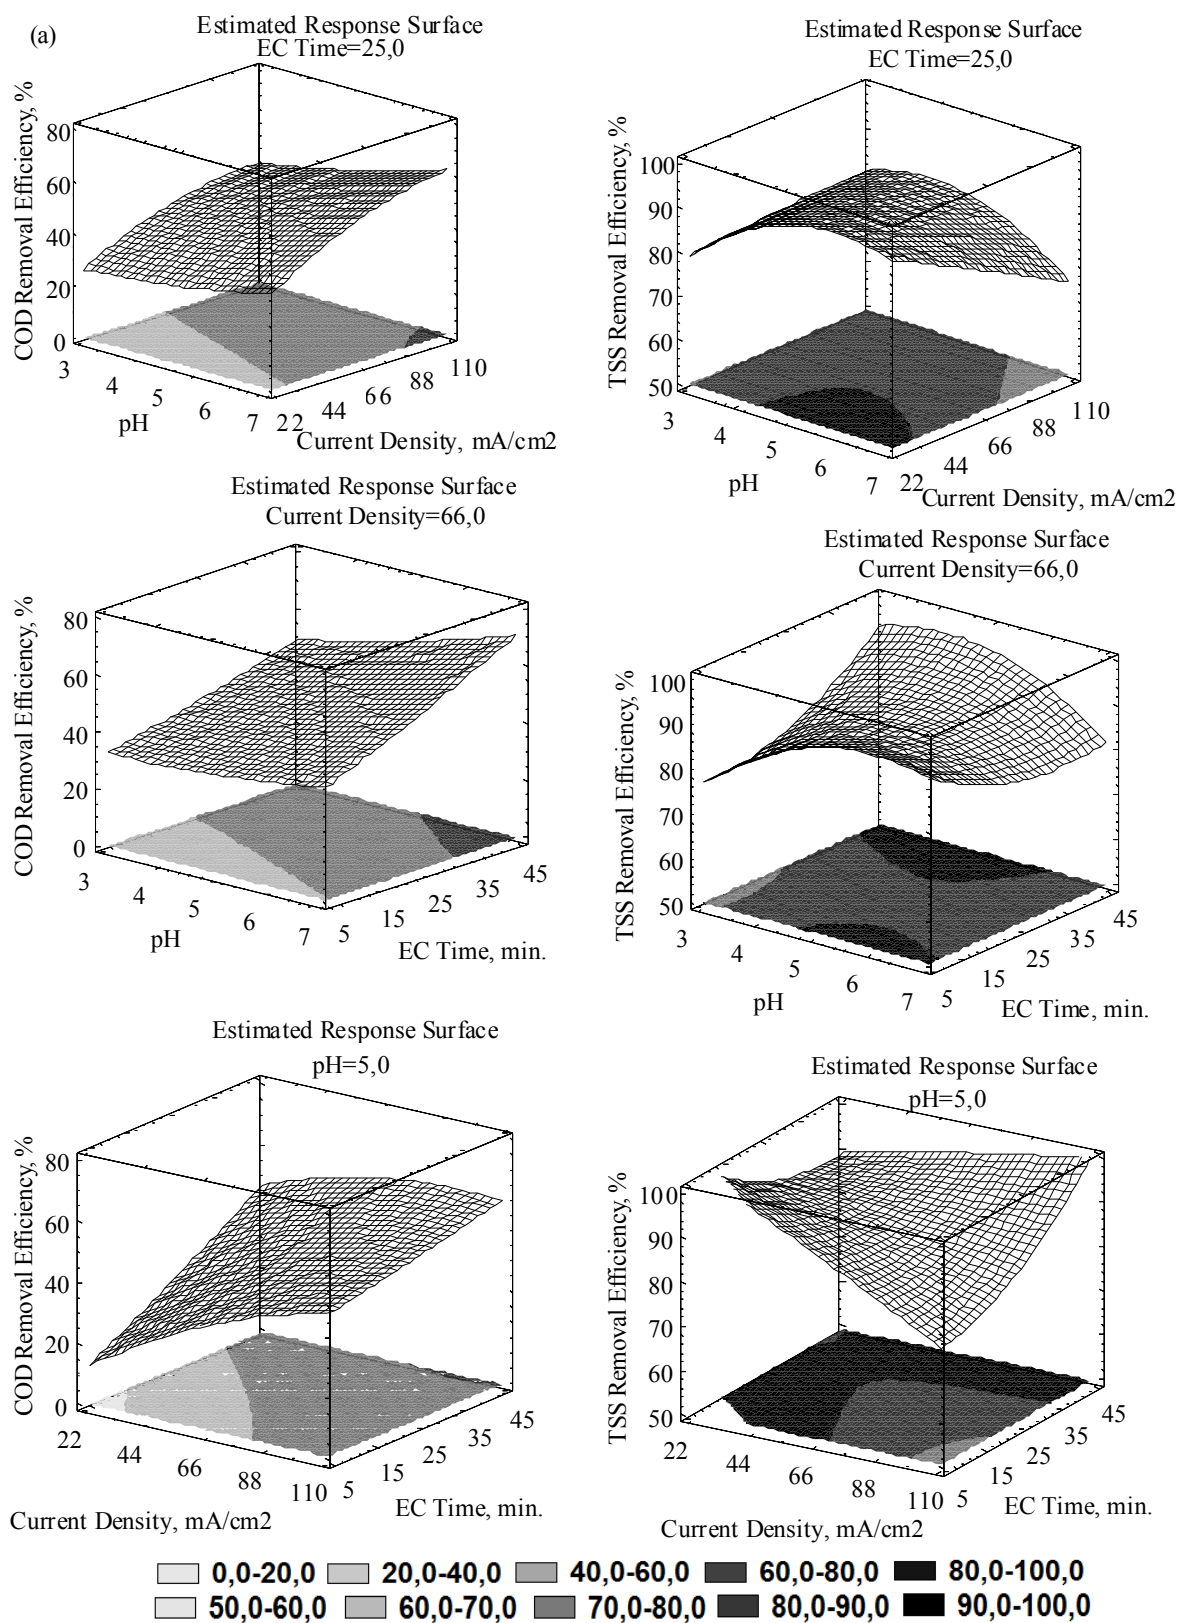 (a)
Estimated Response Surface
EC Time=25,0
COD Removal Efficiency, %
80
60
40
20
0
3
4
5
6
7
pH
22
44
66
88
110
Current Density, mA/cm2
Estimated Response Surface
EC Time=25,0
TSS Removal Efficiency, %
100
90
80
70
60
50
3
4
5
6
7
pH
22
44
66
88
110
Current Density, mA/cm2
Estimated Response Surface
Current Density=66,0
COD Removal Efficiency, %
80
60
40
20
0
3
4
5
6
7
pH
5
15
25
35
45
EC Time, min.
Estimated Response Surface
Current Density=66,0
TSS Removal Efficiency, %
100
90
80
70
60
50
3
4
5
6
7
pH
5
15
25
35
45
EC Time, min.
Estimated Response Surface
pH=5,0
COD Removal Efficiency, %
80
60
40
20
0
22
44
66
88
110
Current Density, mA/cm2
5
15
25
35
45
EC Time, min.
Estimated Response Surface
pH=5,0
TSS Removal Efficiency, %
100
90
80
70
60
50
22
44
66
88
110
Current Density, mA/cm2
5
15
25
35
45
EC Time, min.
0,0-20,0 20,0-40,0 40,0-60,0 60,0-80,0 80,0-100,0
50,0-60,0 60,0-70,0 70,0-80,0 80,0-90,0 90,0-100,0